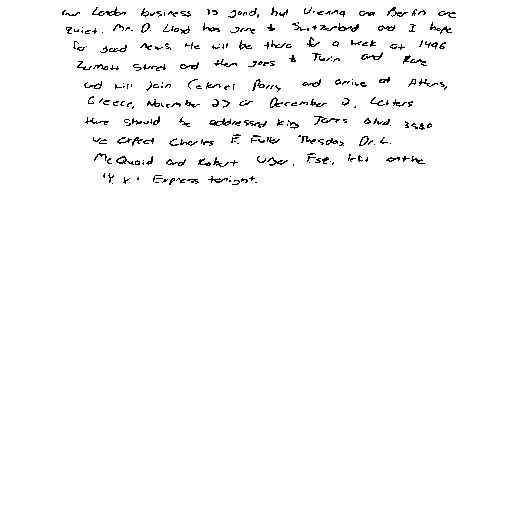 our London business is good, but Vienna and Berlin are
quiet. Mr. D. Lloyd has gone to Switzerland and I hope
for good news. He will be there for a week at 1496
Zermott Street and then goes to Turin and Rome
and will join Colonel Parry and arrive at Athens,
Greece, November 27 or December 2. Letters
there should be addressed King James Blvd. 3580
we expect Charles E. Fuller Tuesday. Dr. L.
McQuaid and Robert Unger, Esq., left on the
"Y. X." Express tonight.